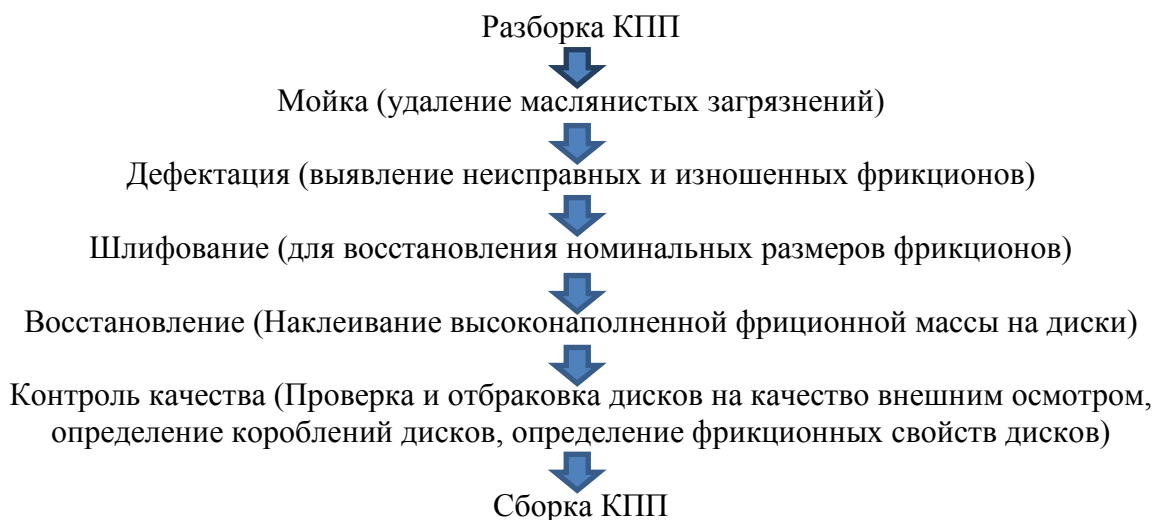 Разборка КПП
Мойка (удаление маслянистых загрязнений)
Дефектация (выявление неисправных и изношенных фрикционов)
Шлифование (для восстановления номинальных размеров фрикционов)
Восстановление (Наклеивание высоконаполненной фриционной массы на диски)
Контроль качества (Проверка и отбраковка дисков на качество внешним осмотром,
определение короблений дисков, определение фрикционных свойств дисков)
Сборка КПП